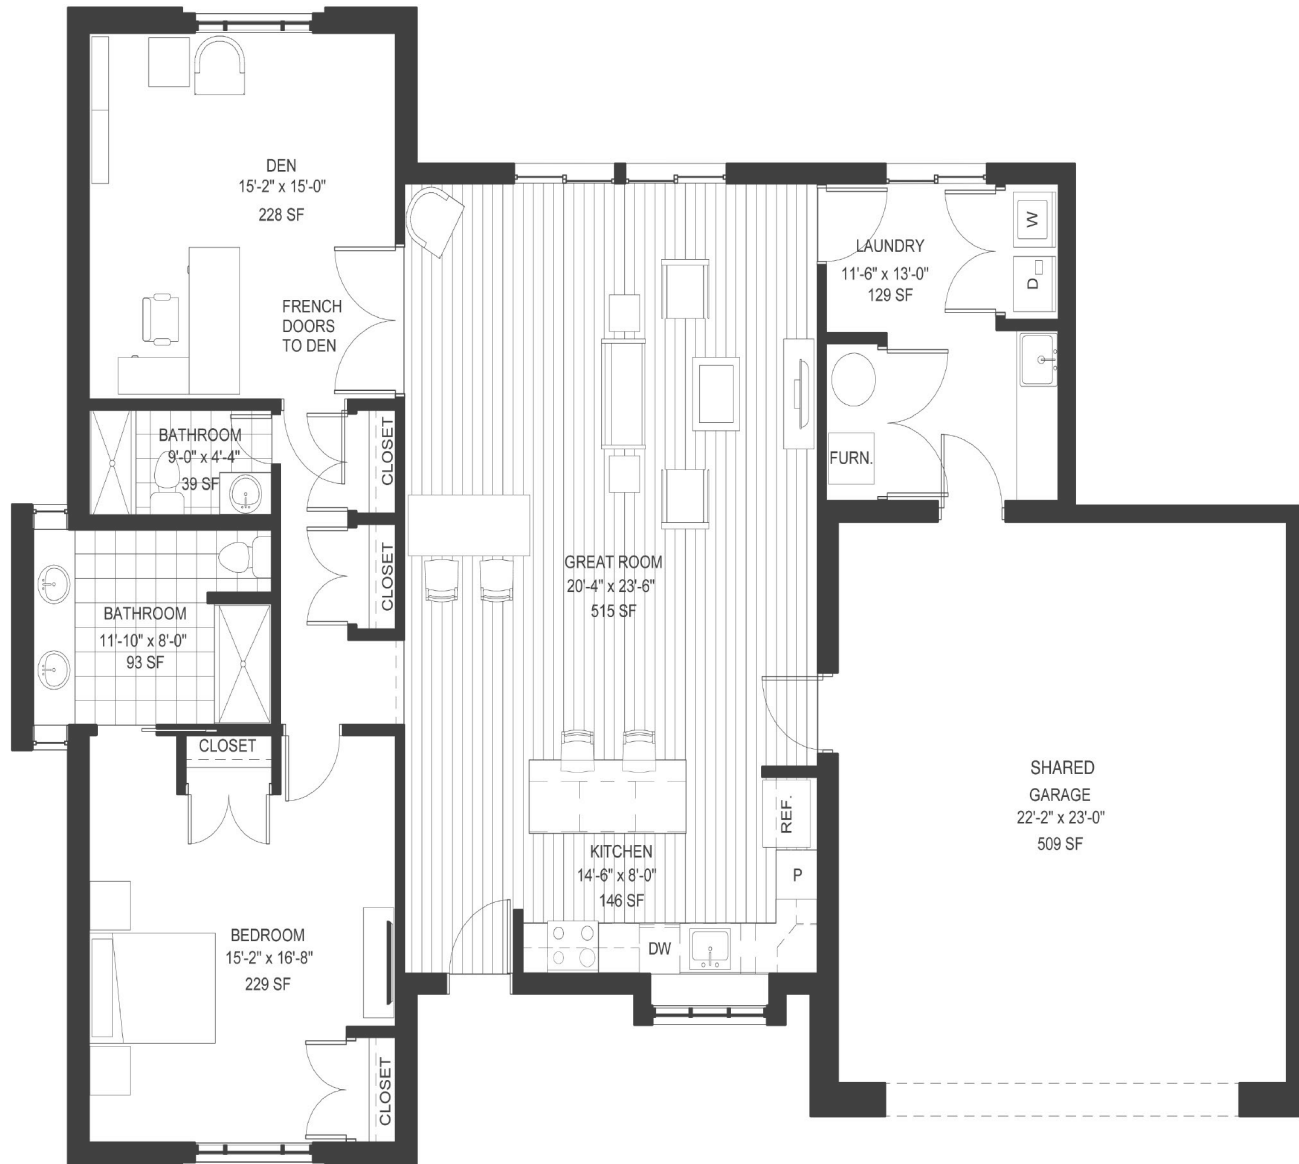 DEN
15'-2" x 15'-0"
228 SF
FRENCH
DOORS
TO DEN
LAUNDRY
11'-6" x 13'-0"
129 SF
W
D
FURN.
BATHROOM
9'-0" x 4'-4"
39 SF
CLOSET
CLOSET
BATHROOM
11'-10" x 8'-0"
93 SF
GREAT ROOM
20'-4" x 23'-6"
515 SF
CLOSET
SHARED
GARAGE
22'-2" x 23'-0"
509 SF
REF.
P
KITCHEN
14'-6" x 8'-0"
146 SF
DW
BEDROOM
15'-2" x 16'-8"
229 SF
CLOSET